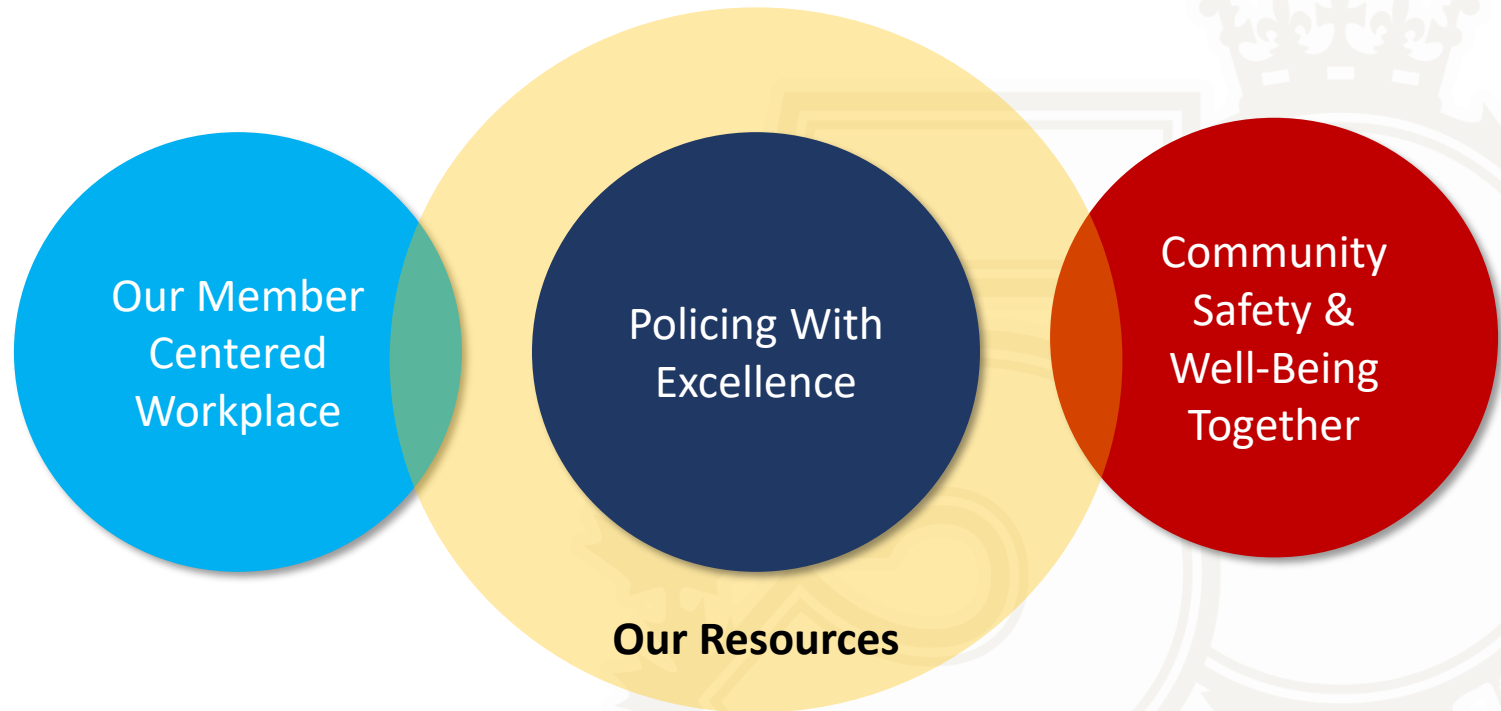 Our Member
Centered
Workplace
Policing With
Excellence
Community
Safety &
Well-Being
Together
Our Resources